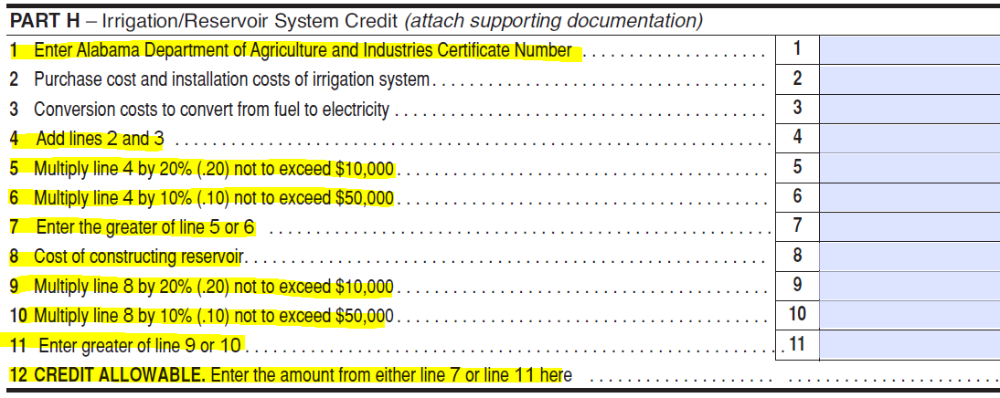 PART H – Irrigation/Reservoir System Credit (attach supporting documentation)
1 Enter Alabama Department of Agriculture and Industries Certificate Number . . . . . . . . . . . . . . . . . . . . 1
2 Purchase cost and installation costs of irrigation system . . . . . . . . . . . . . . . . . . . . . . . . . . . . . . . . . . . . 2
3 Conversion costs to convert from fuel to electricity . . . . . . . . . . . . . . . . . . . . . . . . . . . . . . . . . . . . . . . . 3
4 Add lines 2 and 3 . . . . . . . . . . . . . . . . . . . . . . . . . . . . . . . . . . . . . . . . . . . . . . . . . . . . . . . . . . . . . . . . 4
5 Multiply line 4 by 20% (.20) not to exceed $10,000 . . . . . . . . . . . . . . . . . . . . . . . . . . . . . . . . . . . . . . . . 5
6 Multiply line 4 by 10% (.10) not to exceed $50,000 . . . . . . . . . . . . . . . . . . . . . . . . . . . . . . . . . . . . . . . . 6
7 Enter the greater of line 5 or 6 . . . . . . . . . . . . . . . . . . . . . . . . . . . . . . . . . . . . . . . . . . . . . . . . . . . . . . 7
8 Cost of constructing reservoir . . . . . . . . . . . . . . . . . . . . . . . . . . . . . . . . . . . . . . . . . . . . . . . . . . . . . . . . 8
9 Multiply line 8 by 20% (.20) not to exceed $10,000 . . . . . . . . . . . . . . . . . . . . . . . . . . . . . . . . . . . . . . . . 9
10 Multiply line 8 by 10% (.10) not to exceed $50,000 . . . . . . . . . . . . . . . . . . . . . . . . . . . . . . . . . . . . . . . . 10
11 Enter greater of line 9 or 10 . . . . . . . . . . . . . . . . . . . . . . . . . . . . . . . . . . . . . . . . . . . . . . . . . . . . . . . . . 11
12 CREDIT ALLOWABLE. Enter the amount from either line 7 or line 11 here . . . . . . . . . . . . . . . . . . . . . . . . . . . . . . . . . . . . . . . . . . .